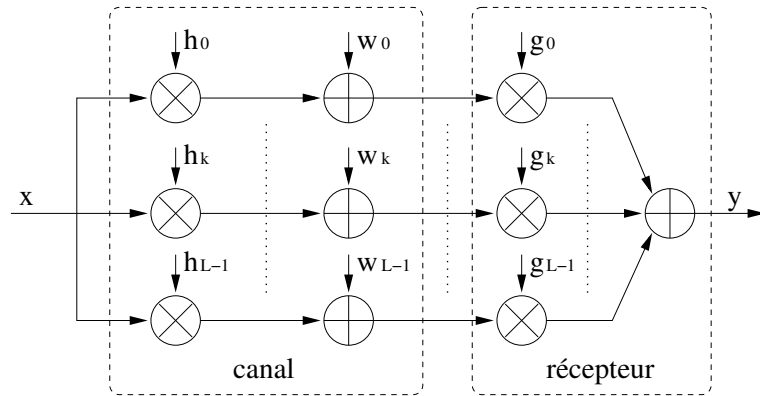 h0 w0 g0
hk wk gk
x y
hL−1 wL−1 gL−1
canal récepteur